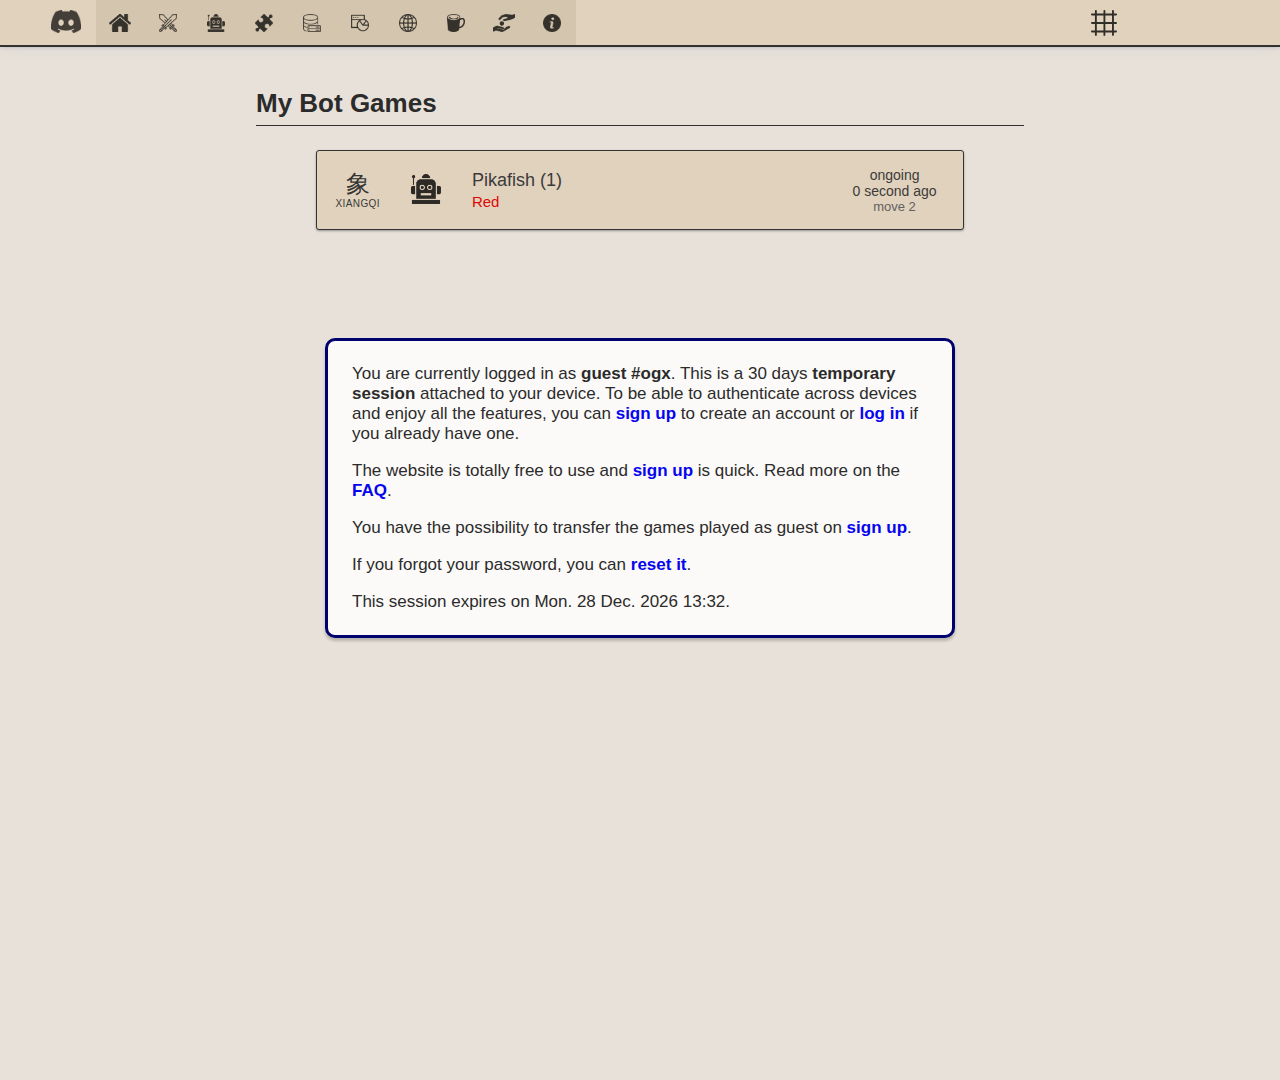 My Bot Games
象
XIANGQI
Pikafish (1)
Red
ongoing
0 second ago
move 2
You are currently logged in as guest #ogx. This is a 30 days temporary
session attached to your device. To be able to authenticate across devices
and enjoy all the features, you can sign up to create an account or log in if
you already have one.
The website is totally free to use and sign up is quick. Read more on the
FAQ.
You have the possibility to transfer the games played as guest on sign up.
If you forgot your password, you can reset it.
This session expires on Mon. 28 Dec. 2026 13:32.